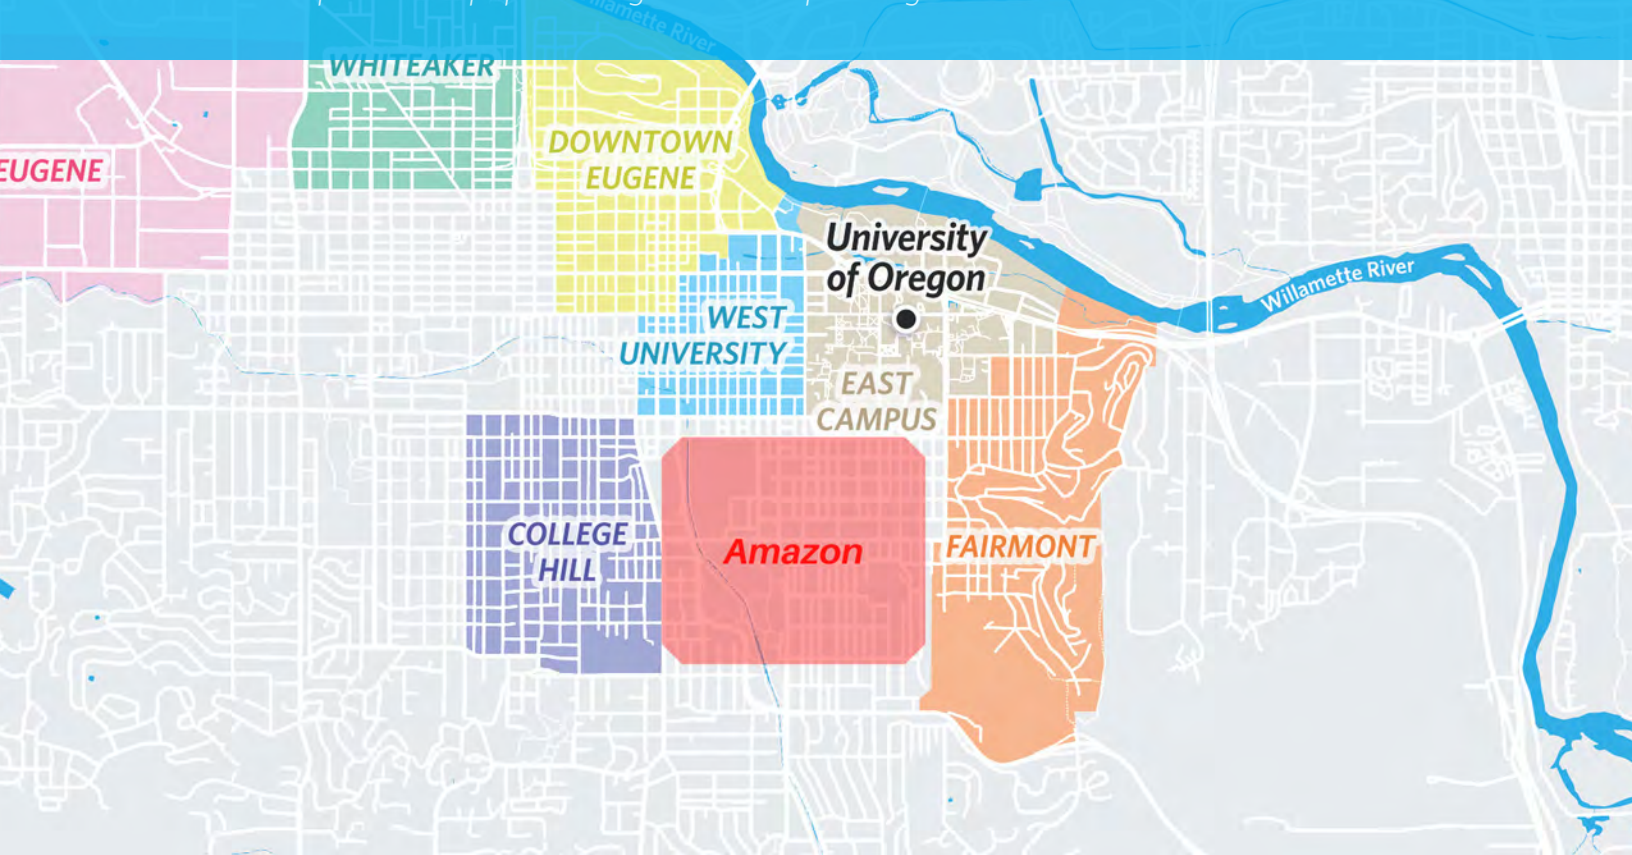 Willamette River
WHITEAKER
DOWNTOWN
EUGENE
EUGENE
University
of Oregon
Willamette River
WEST
UNIVERSITY
EAST
CAMPUS
COLLEGE
HILL
Amazon
FAIRMONT